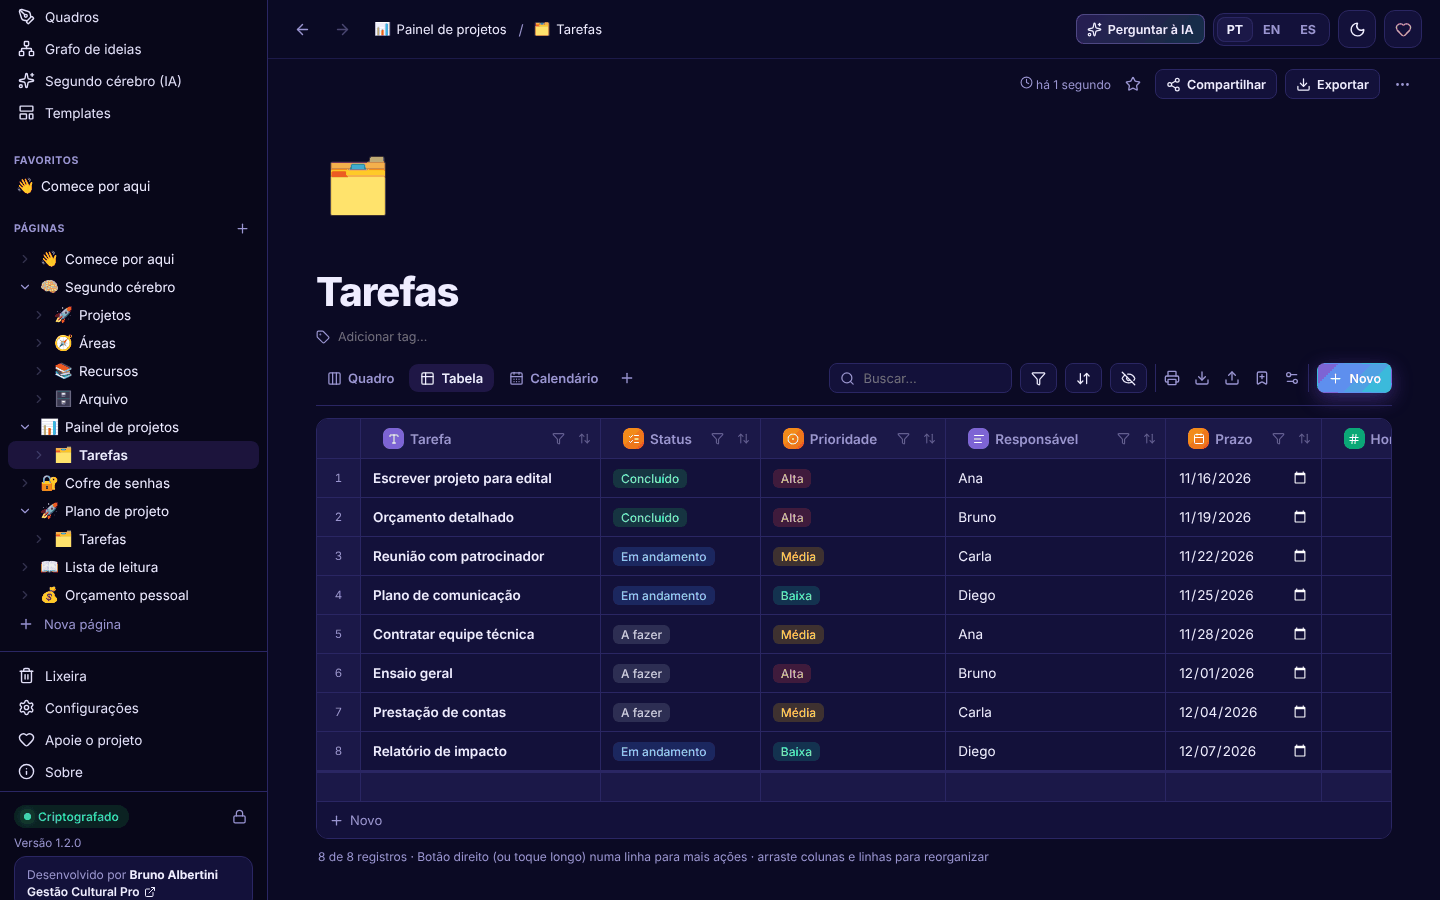 Quadros
Grafo de ideias
Segundo cérebro (IA)
Templates
FAVORITOS
Comece por aqui
PÁGINAS
Comece por aqui
Segundo cérebro
Projetos
Áreas
Recursos
Arquivo
Painel de projetos
Tarefas
Cofre de senhas
Plano de projeto
Tarefas
Lista de leitura
Orçamento pessoal
Nova página
Lixeira
Configurações
Apoie o projeto
Sobre
Criptografado
Versão 1.2.0
Desenvolvido por Bruno Albertini
Gestão Cultural Pro
Painel de projetos / Tarefas
Perguntar à IA
PT EN ES
há 1 segundo
Compartilhar
Exportar
Tarefas
Adicionar tag...
Quadro Tabela Calendário
Buscar...
Novo
Tarefa Status Prioridade Responsável Prazo Hor
1 Escrever projeto para edital Concluído Alta Ana 11/16/2026
2 Orçamento detalhado Concluído Alta Bruno 11/19/2026
3 Reunião com patrocinador Em andamento Média Carla 11/22/2026
4 Plano de comunicação Em andamento Baixa Diego 11/25/2026
5 Contratar equipe técnica A fazer Média Ana 11/28/2026
6 Ensaio geral A fazer Alta Bruno 12/01/2026
7 Prestação de contas A fazer Média Carla 12/04/2026
8 Relatório de impacto Em andamento Baixa Diego 12/07/2026
Novo
8 de 8 registros · Botão direito (ou toque longo) numa linha para mais ações · arraste colunas e linhas para reorganizar